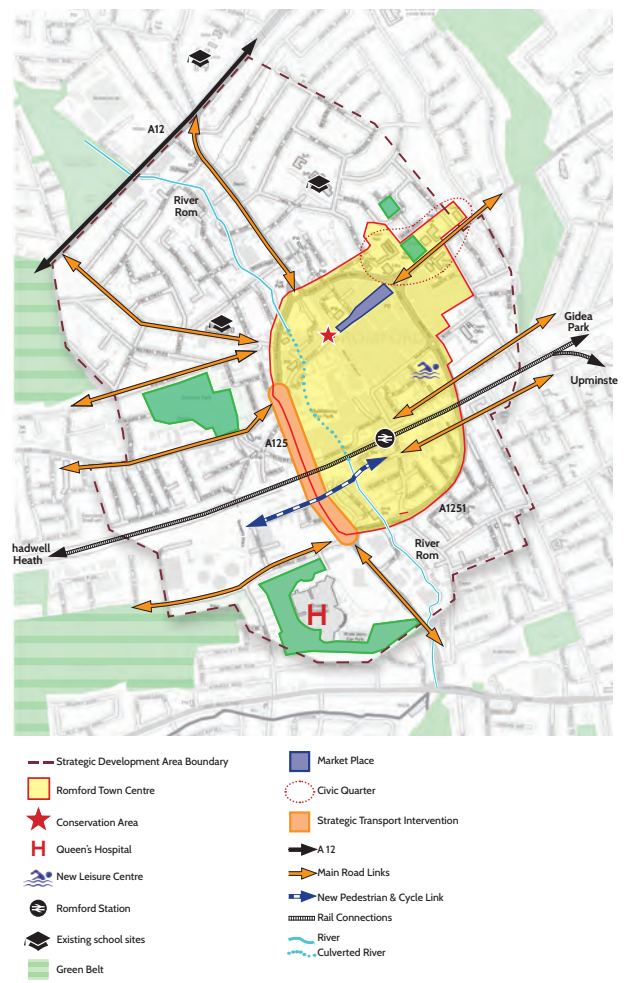 A12
River
Rom
Gidea
Park
Upminste
A125
A1251
hadwell
Heath
River
Rom
H
Strategic Development Area Boundary
Romford Town Centre
Conservation Area
H Queen's Hospital
New Leisure Centre
Romford Station
Existing school sites
Green Belt
Market Place
Civic Quarter
Strategic Transport Intervention
A 12
Main Road Links
New Pedestrian & Cycle Link
Rail Connections
River
Culverted River